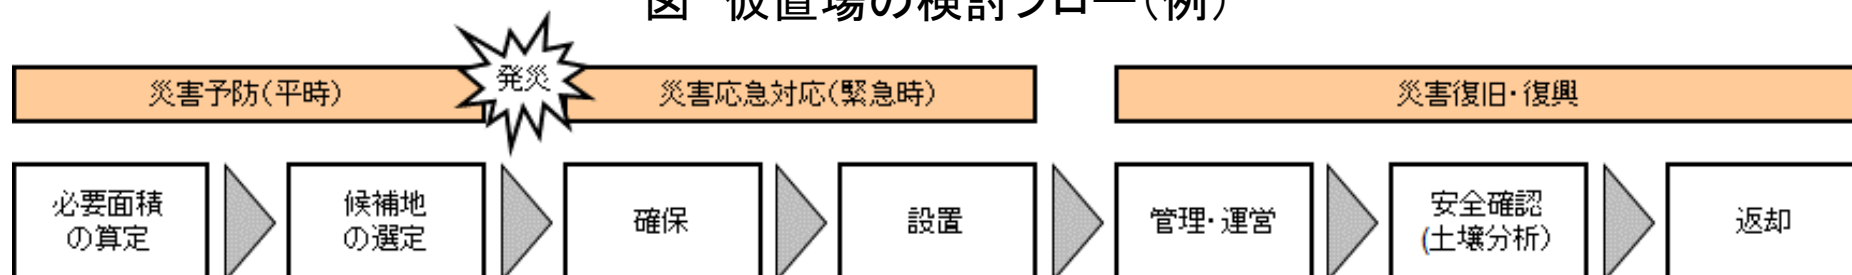 図 仮置場の検討フロー(例)
災害予防(平時)
発災
災害応急対応(緊急時)
災害復旧・復興
必要面積
の算定
候補地
の選定
確保
設置
管理・運営
安全確認
(土壌分析)
返却